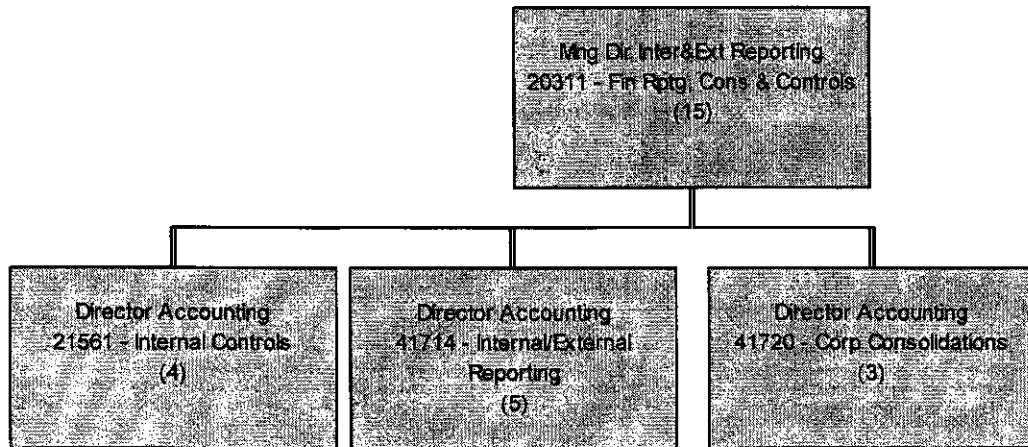 Mng Dir Inter&Ext Reporting
20311 - Fin Rptg, Cons & Controls
(15)
Director Accounting
21561 - Internal Controls
(4)
Director Accounting
41714 - Internal/External
Reporting
(5)
Director Accounting
41720 - Corp Consolidations
(3)